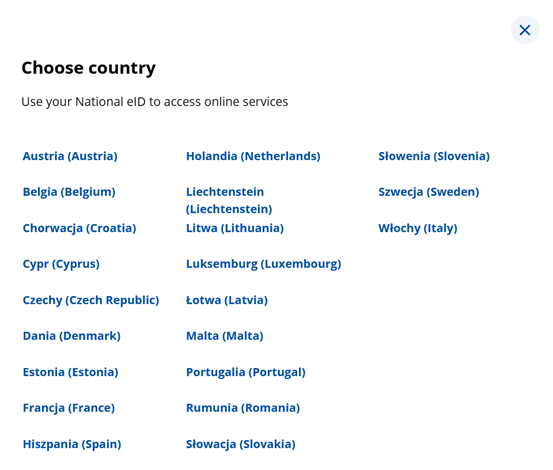 Choose country
Use your National eID to access online services
Austria (Austria)
Belgia (Belgium)
Chorwacja (Croatia)
Cypr (Cyprus)
Czechy (Czech Republic)
Dania (Denmark)
Estonia (Estonia)
Francja (France)
Hiszpania (Spain)
Holandia (Netherlands)
Liechtenstein
(Liechtenstein)
Litwa (Lithuania)
Luksemburg (Luxembourg)
Łotwa (Latvia)
Malta (Malta)
Portugalia (Portugal)
Rumunia (Romania)
Słowacja (Slovakia)
Słowenia (Slovenia)
Szwecja (Sweden)
Włochy (Italy)